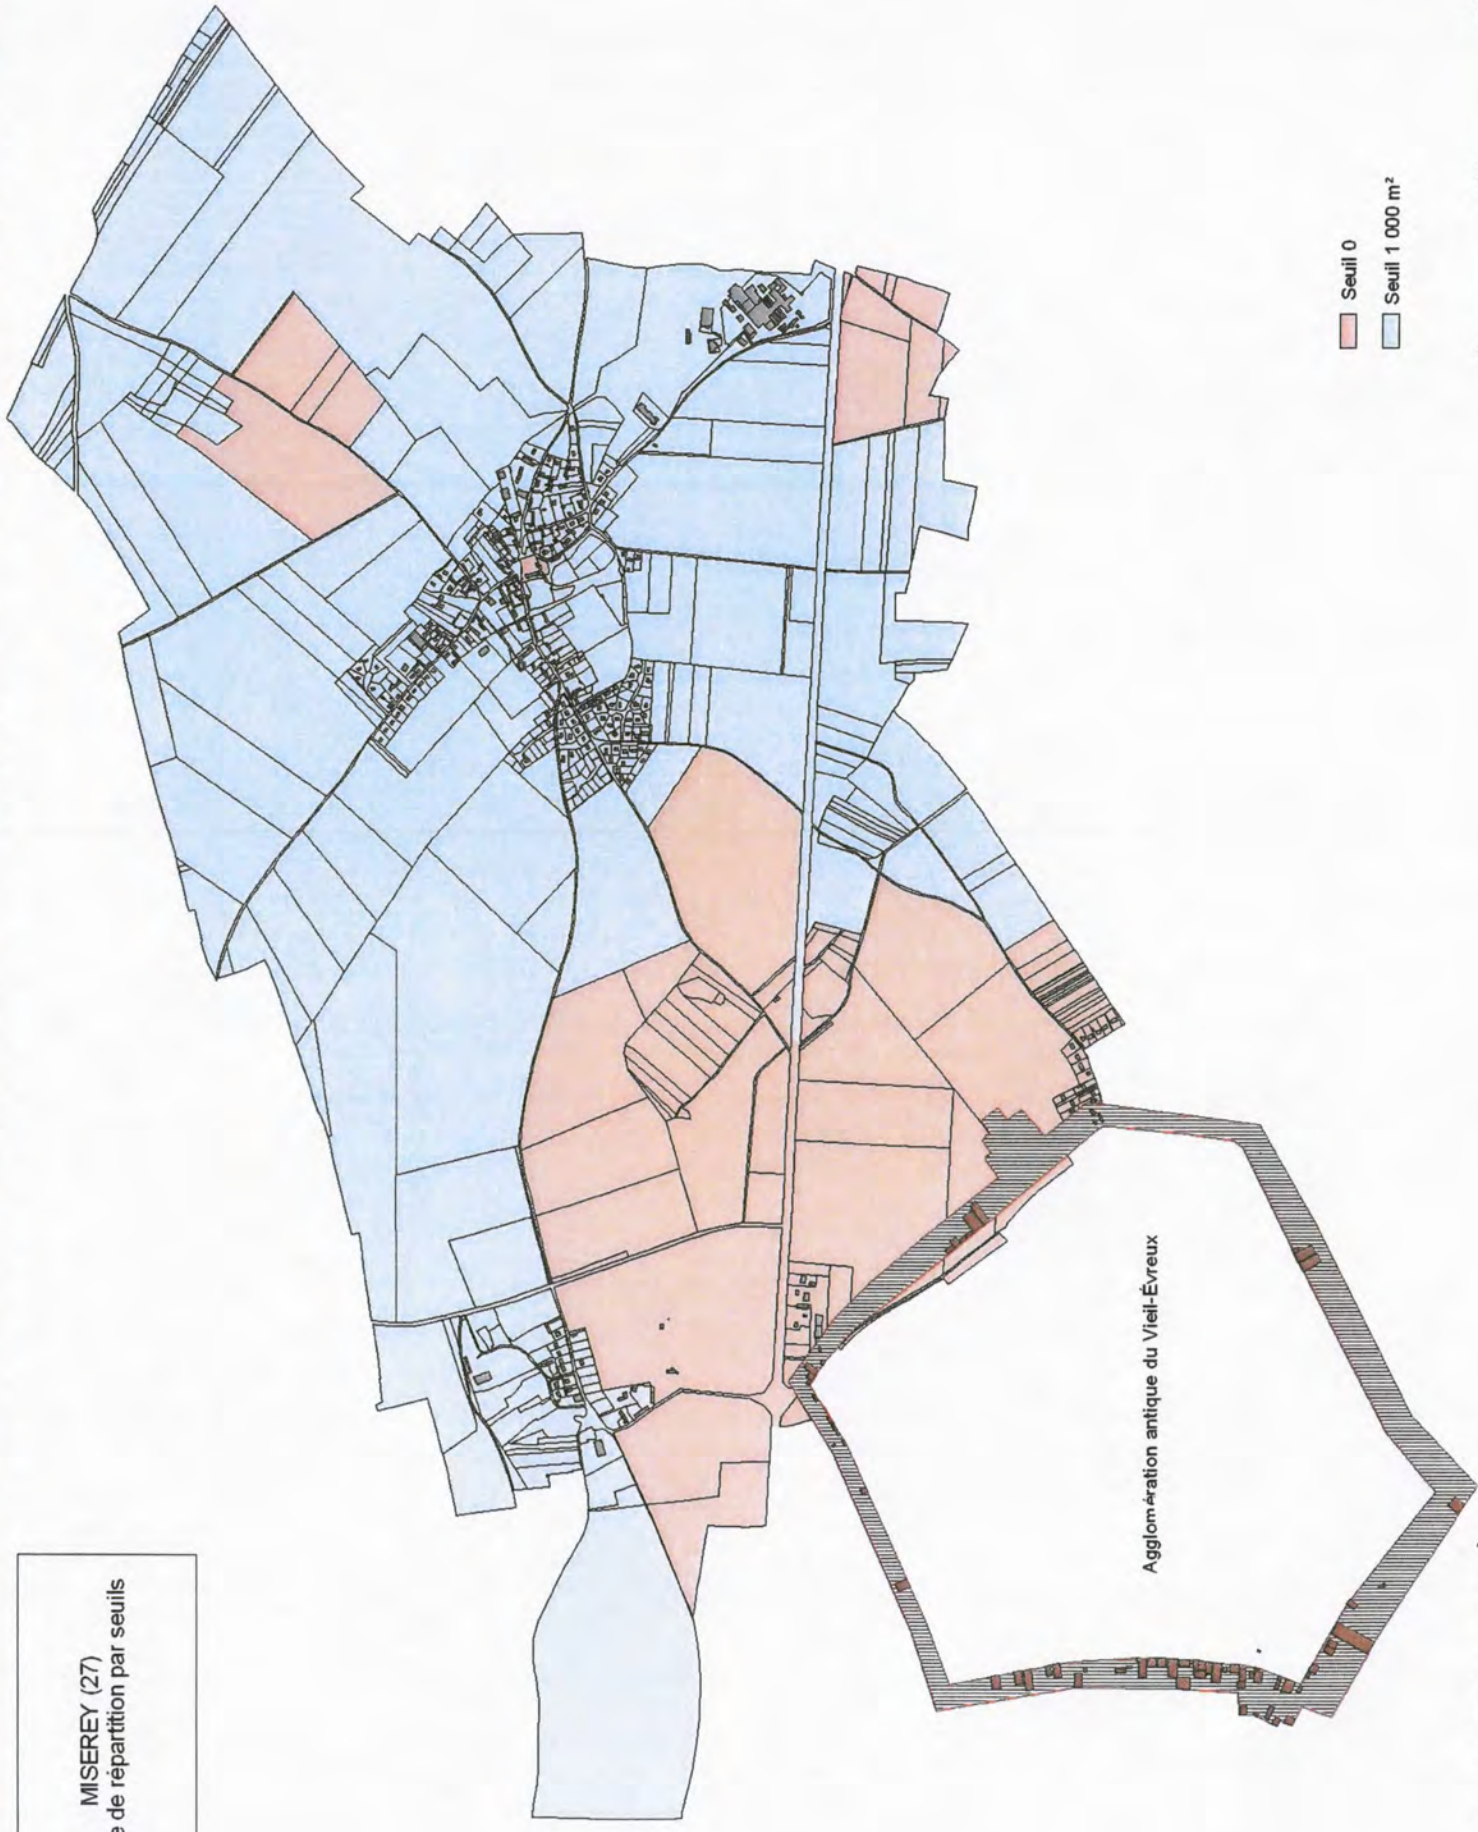 MISEREY (27)
de répartition par seuils
Seuil 0
Seuil 1 000 m²
Agglomération antique du Vieil-Évreux